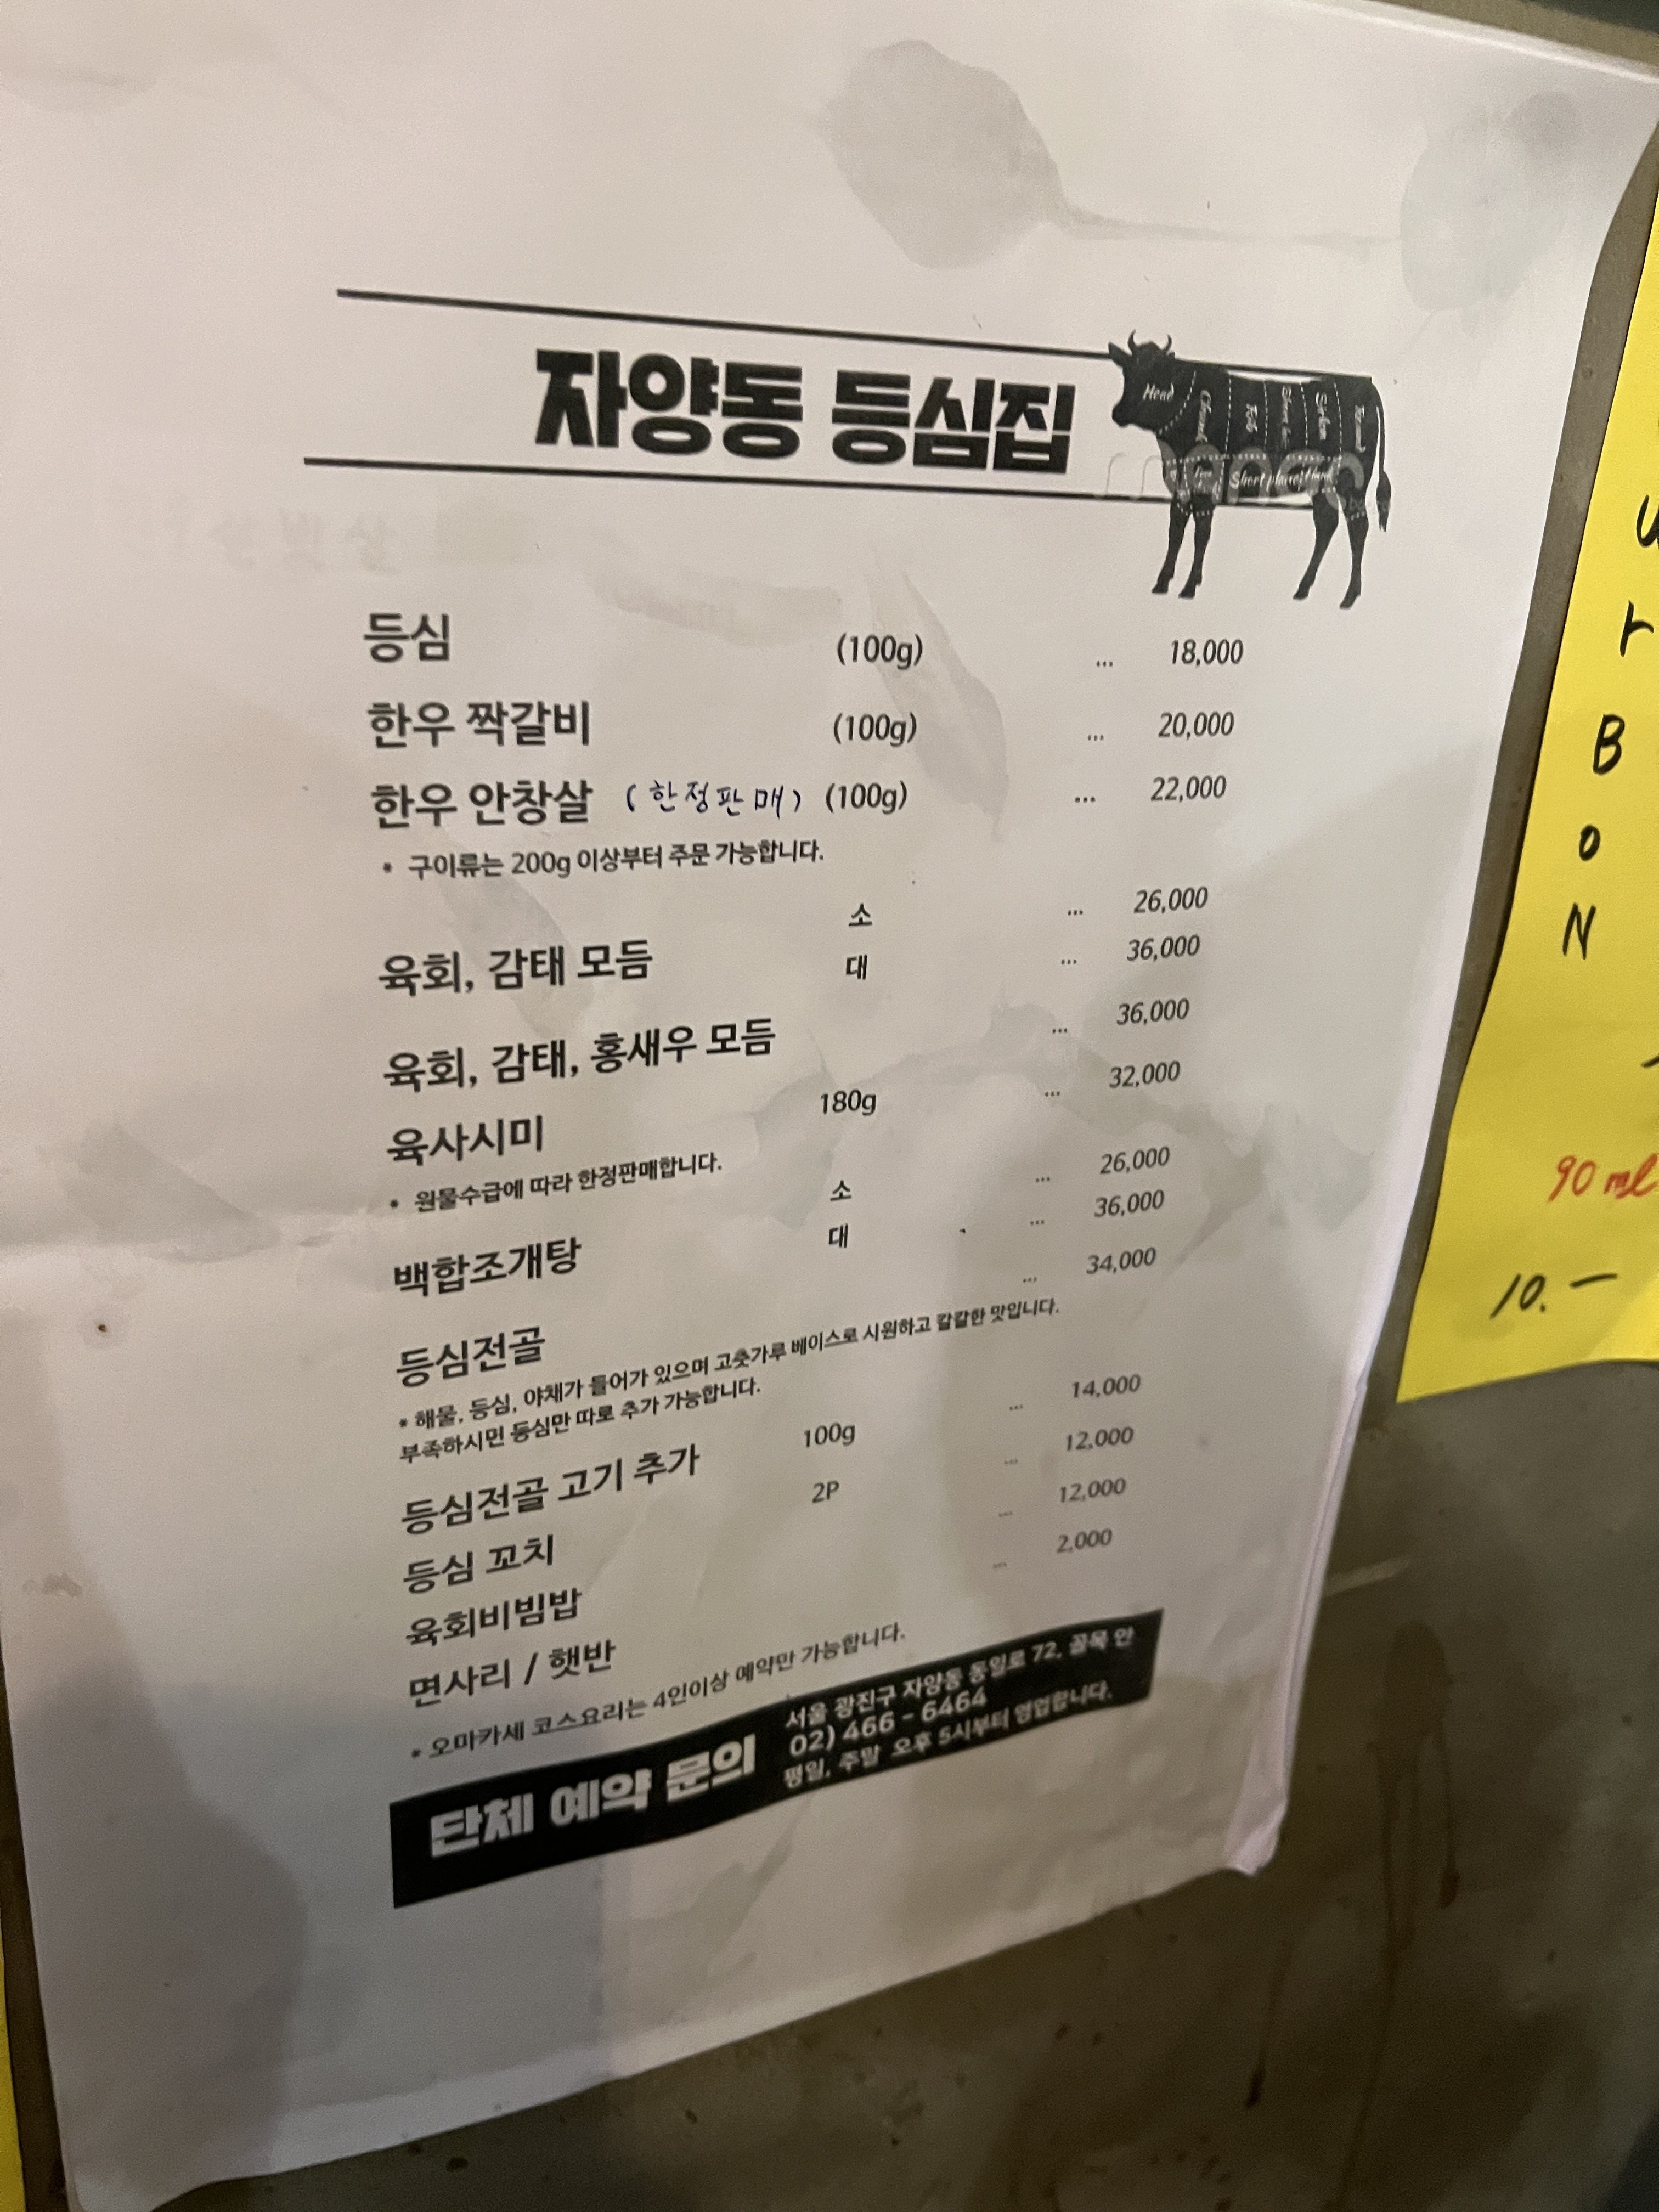 자양동 등심집
Head
Rib
등심 (100g) ... 18,000
한우 짝갈비 (100g) ... 20,000
한우 안창살 (한정판매) (100g) ... 22,000
• 구이류는 200g 이상부터 주문 가능합니다.
소 ... 26,000
육회, 감태 모듬 대 ... 36,000
육회, 감태, 홍새우 모듬 ... 36,000
육사시미 180g ... 32,000
• 원물수급에 따라 한정판매합니다.
소 ... 26,000
백합조개탕 대 ... 36,000
등심전골 ... 34,000
• 해물, 등심, 야채가 들어가 있으며 고춧가루 베이스로 시원하고 칼칼한 맛입니다.
부족하시면 등심만 따로 추가 가능합니다.
등심전골 고기 추가 100g ... 14,000
등심 꼬치 2P ... 12,000
육회비빔밥 ... 12,000
면사리 / 햇반 ... 2,000
• 오마카세 코스요리는 4인이상 예약만 가능합니다.
단체 예약 문의
서울 광진구 자양동 동일로 72, 골목 안
02) 466 - 6464
평일, 주말 오후 5시부터 영업합니다.
u
r
B
o
N
90 ml
10.-